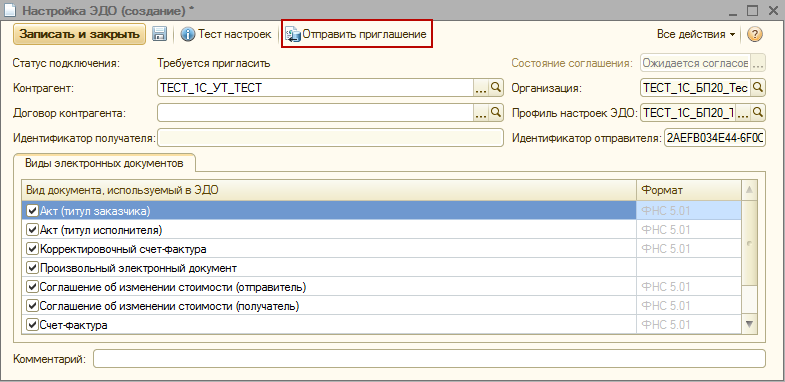 Настройка ЭДО (создание) *
Записать и закрыть Тест настроек Отправить приглашение Все действия ?
Статус подключения: Требуется пригласить Состояние соглашения: Ожидается согласов ...
Контрагент: ТЕСТ_1С_УТ_ТЕСТ ... Организация: ТЕСТ_1С_БП20_Тес ...
Договор контрагента: ... Профиль настроек ЭДО: ТЕСТ_1С_БП20_Т ...
Идентификатор получателя: Идентификатор отправителя: 2AEFB034E44-6F0C
Виды электронных документов
Вид документа, используемый в ЭДО Формат
Акт (титул заказчика) ФНС 5.01
Акт (титул исполнителя) ФНС 5.01
Корректировочный счет-фактура ФНС 5.01
Произвольный электронный документ
Соглашение об изменении стоимости (отправитель) ФНС 5.01
Соглашение об изменении стоимости (получатель) ФНС 5.01
Счет-фактура ФНС 5.01
Комментарий: